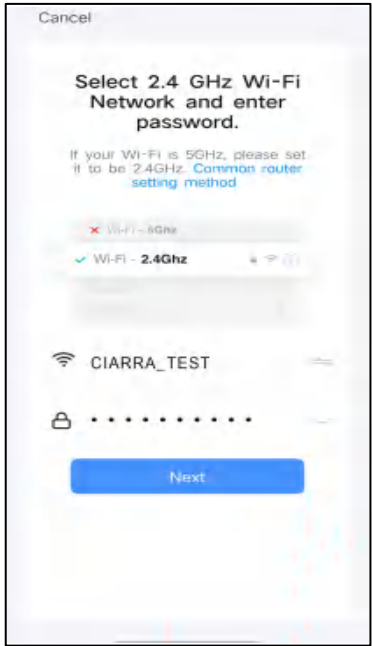 Cancel
Select 2.4 GHz Wi-Fi
Network and enter
password.
If your Wi-Fi is 5GHz, please set
it to be 2.4GHz. Common router
setting method
Wi-Fi - 5Ghz
Wi-Fi - 2.4Ghz
CIARRA_TEST
Next